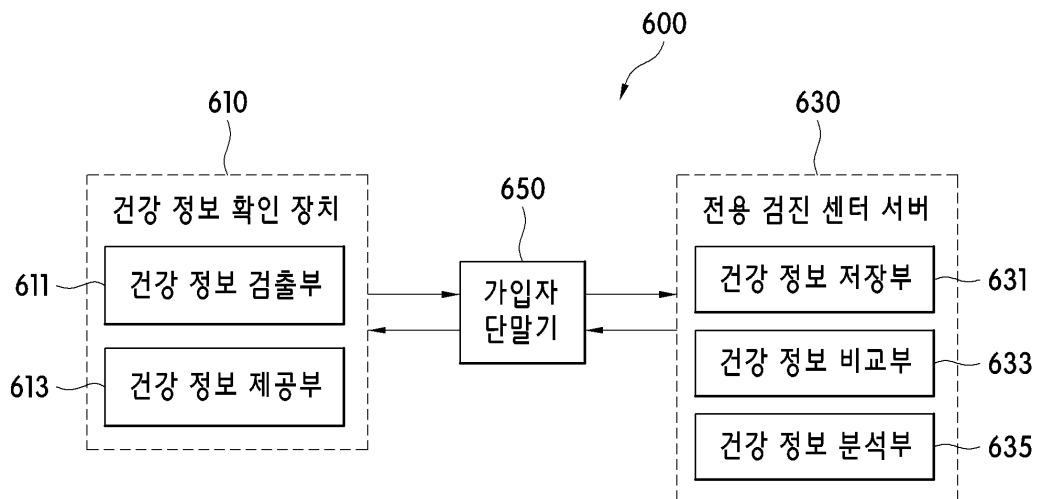 600
610
630
건강 정보 확인 장치
650
전용 검진 센터 서버
611
건강 정보 검출부
가입자
단말기
건강 정보 저장부
631
613
건강 정보 제공부
건강 정보 비교부
633
건강 정보 분석부
635